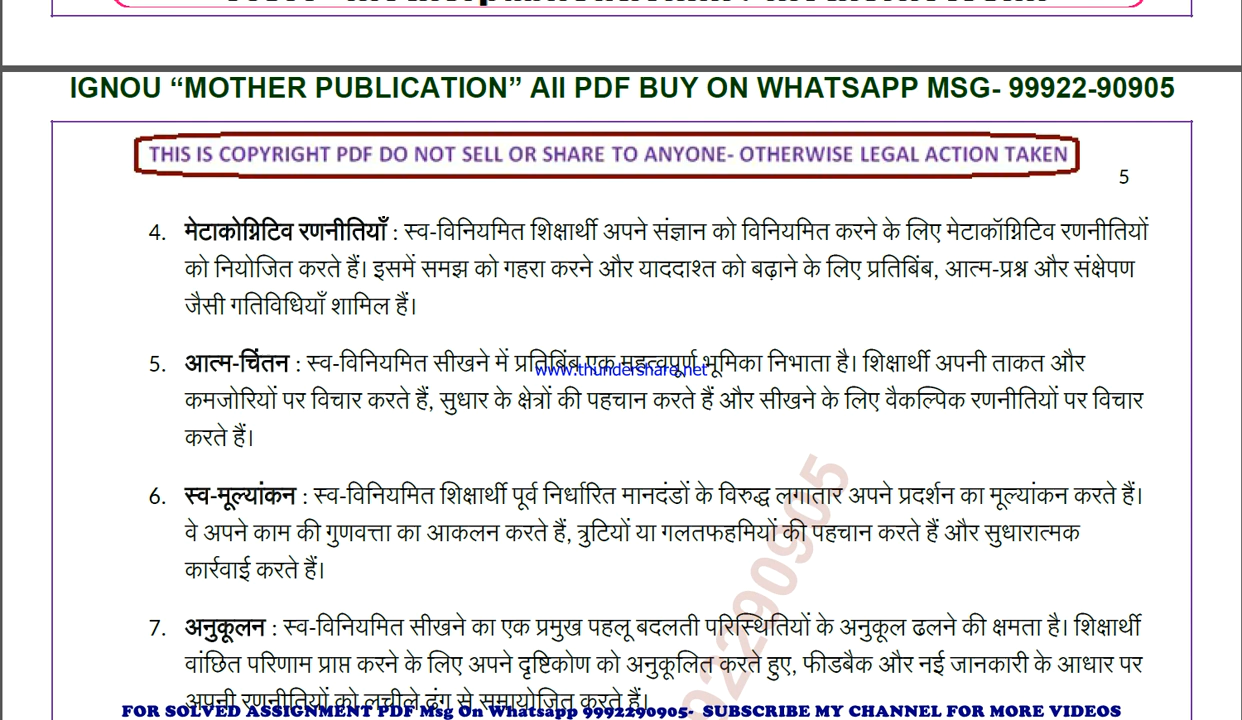 IGNOU “MOTHER PUBLICATION” All PDF BUY ON WHATSAPP MSG- 99922-90905
THIS IS COPYRIGHT PDF DO NOT SELL OR SHARE TO ANYONE- OTHERWISE LEGAL ACTION TAKEN
5
4. मेटाकोग्निटिव रणनीतियाँ : स्व-विनियमित शिक्षार्थी अपने संज्ञान को विनियमित करने के लिए मेटाकॉग्निटिव रणनीतियों
को नियोजित करते हैं। इसमें समझ को गहरा करने और याददाश्त को बढ़ाने के लिए प्रतिबिंब, आत्म-प्रश्न और संक्षेपण
जैसी गतिविधियाँ शामिल हैं।
5. आत्म-चिंतन : स्व-विनियमित सीखने में प्रतिबिंब एक महत्वपूर्ण भूमिका निभाता है। शिक्षार्थी अपनी ताकत और
www.thundershare.net
कमजोरियों पर विचार करते हैं, सुधार के क्षेत्रों की पहचान करते हैं और सीखने के लिए वैकल्पिक रणनीतियों पर विचार
करते हैं।
6. स्व-मूल्यांकन : स्व-विनियमित शिक्षार्थी पूर्व निर्धारित मानदंडों के विरुद्ध लगातार अपने प्रदर्शन का मूल्यांकन करते हैं।
वे अपने काम की गुणवत्ता का आकलन करते हैं, त्रुटियों या गलतफहमियों की पहचान करते हैं और सुधारात्मक
कार्रवाई करते हैं।
7. अनुकूलन : स्व-विनियमित सीखने का एक प्रमुख पहलू बदलती परिस्थितियों के अनुकूल ढलने की क्षमता है। शिक्षार्थी
वांछित परिणाम प्राप्त करने के लिए अपने दृष्टिकोण को अनुकूलित करते हुए, फीडबैक और नई जानकारी के आधार पर
अपनी रणनीतियों को लचीले ढंग से समायोजित करते हैं।
FOR SOLVED ASSIGNMENT PDF Msg On Whatsapp 9992290905- SUBSCRIBE MY CHANNEL FOR MORE VIDEOS